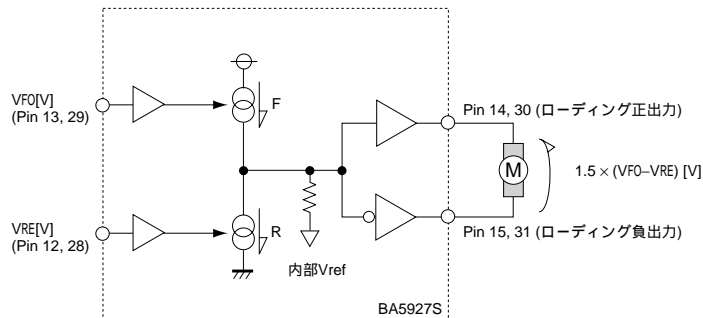 VFO[V]
(Pin 13, 29)
F
Pin 14, 30 (ローディング正出力)
M
1.5 × (VFO–VRE) [V]
VRE[V]
(Pin 12, 28)
R
Pin 15, 31 (ローディング負出力)
内部Vref
BA5927S